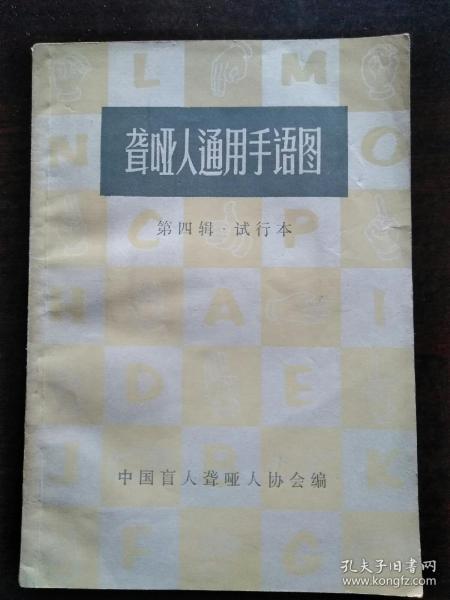 L M
聋哑人通用手语图
N O
第四辑·试行本
C P
H A I
D E
J B K
中国盲人聋哑人协会编
F G
孔夫子旧书网
www.kongfz.com